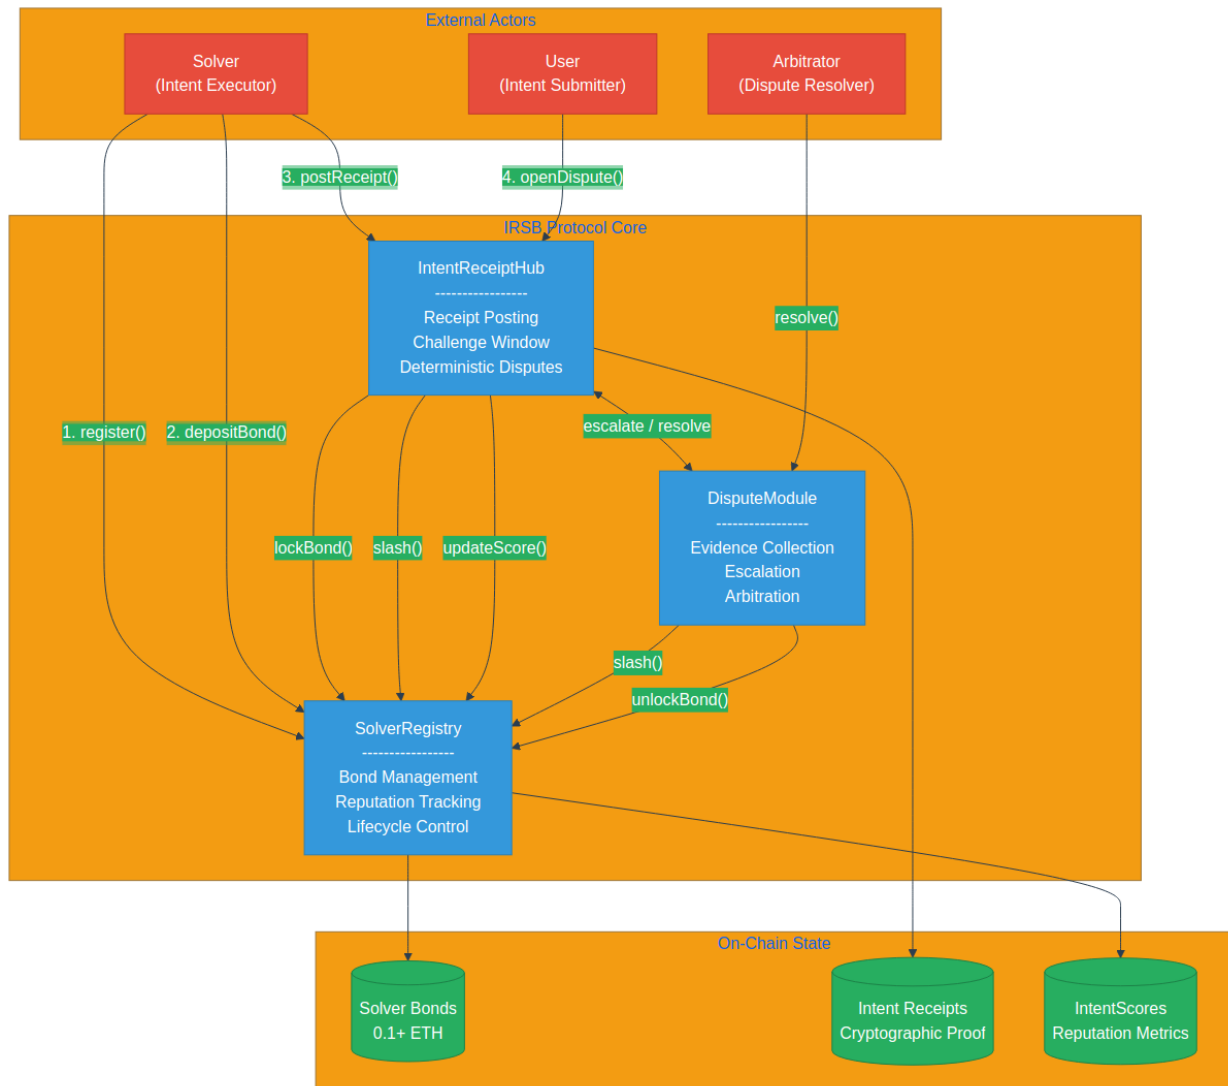 External Actors
Solver
(Intent Executor)
User
(Intent Submitter)
Arbitrator
(Dispute Resolver)
3. postReceipt()
4. openDispute()
IRSB Protocol Core
IntentReceiptHub
-----------------
Receipt Posting
Challenge Window
Deterministic Disputes
resolve()
1. register()
2. depositBond()
escalate / resolve
DisputeModule
-----------------
Evidence Collection
Escalation
Arbitration
lockBond()
slash()
updateScore()
slash()
unlockBond()
SolverRegistry
-----------------
Bond Management
Reputation Tracking
Lifecycle Control
On-Chain State
Solver Bonds
0.1+ ETH
Intent Receipts
Cryptographic Proof
IntentScores
Reputation Metrics